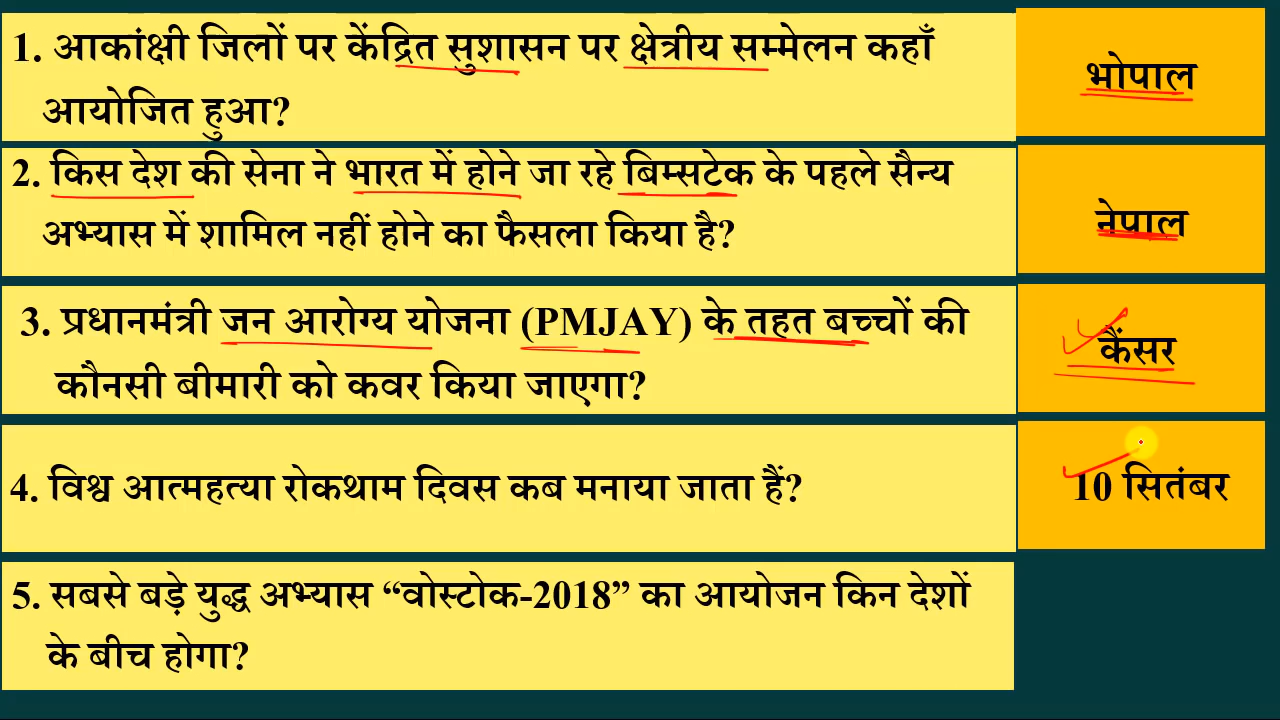 1. आकांक्षी जिलों पर केंद्रित सुशासन पर क्षेत्रीय सम्मेलन कहाँ
आयोजित हुआ?
भोपाल
2. किस देश की सेना ने भारत में होने जा रहे बिम्सटेक के पहले सैन्य
अभ्यास में शामिल नहीं होने का फैसला किया है?
नेपाल
3. प्रधानमंत्री जन आरोग्य योजना (PMJAY) के तहत बच्चों की
कौनसी बीमारी को कवर किया जाएगा?
कैंसर
4. विश्व आत्महत्या रोकथाम दिवस कब मनाया जाता हैं?
10 सितंबर
5. सबसे बड़े युद्ध अभ्यास “वोस्टोक-2018” का आयोजन किन देशों
के बीच होगा?